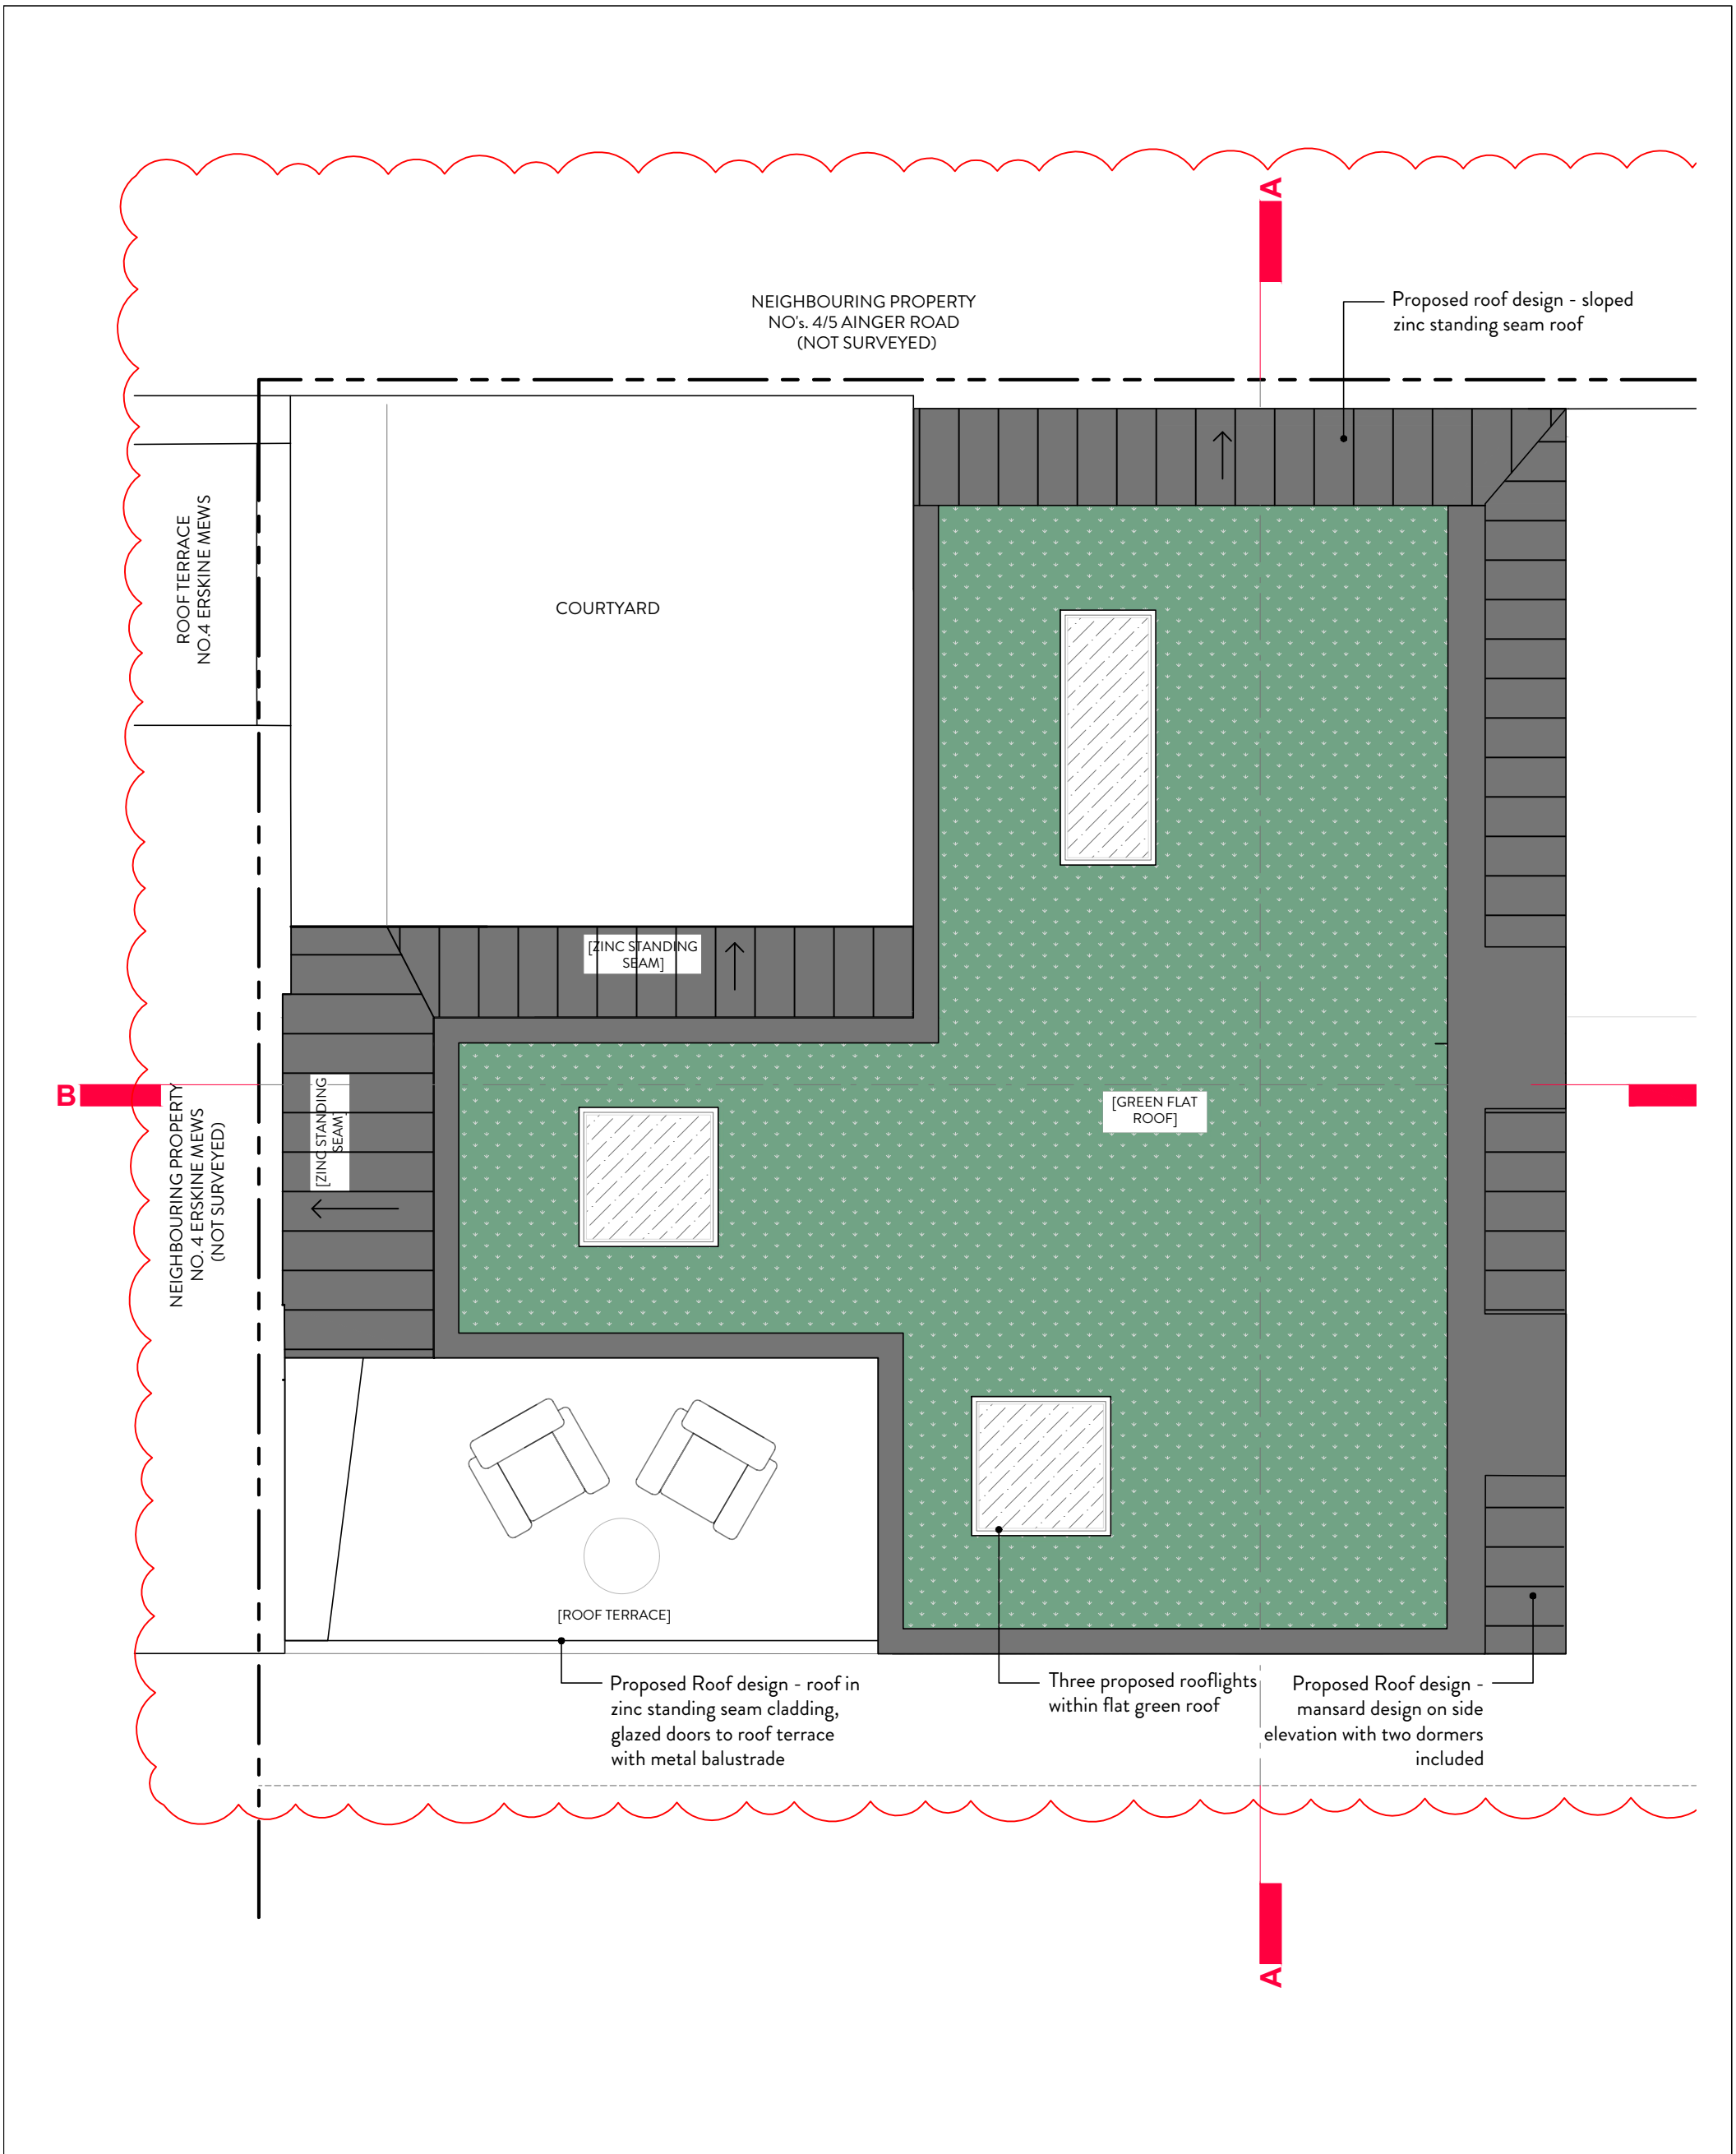 A
NEIGHBOURING PROPERTY
NO's. 4/5 AINGER ROAD
(NOT SURVEYED)
Proposed roof design - sloped
zinc standing seam roof
ROOF TERRACE
NO.4 ERSKINE MEWS
COURTYARD
[ZINC STANDING
SEAM]
B
NEIGHBOURING PROPERTY
NO. 4 ERSKINE MEWS
(NOT SURVEYED)
[ZINC STANDING
SEAM]
[GREEN FLAT
ROOF]
[ROOF TERRACE]
Proposed Roof design - roof in
zinc standing seam cladding,
glazed doors to roof terrace
with metal balustrade
Three proposed rooflights
within flat green roof
Proposed Roof design -
mansard design on side
elevation with two dormers
included
A